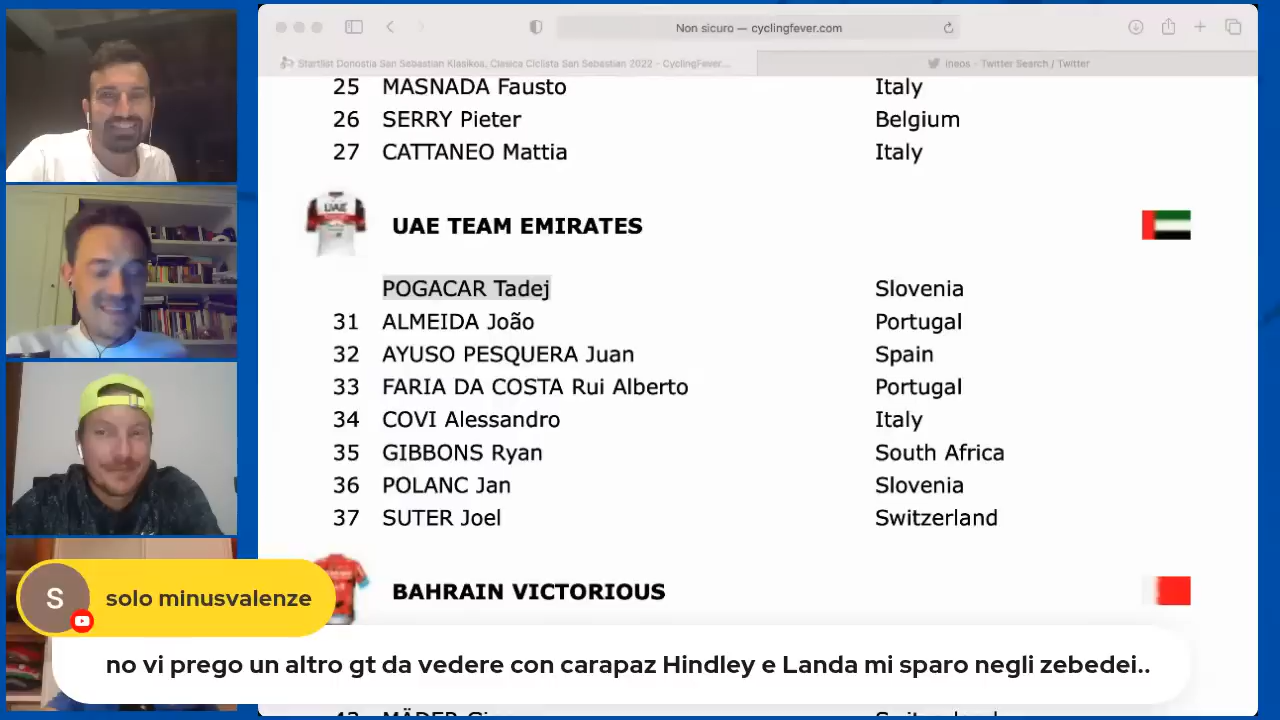 Non sicuro — cyclingfever.com
Startlist Donostia San Sebastian Klasikoa, Clasica Ciclista San Sebastian 2022 - CyclingFever...
ineos - Twitter Search / Twitter
25 MASNADA Fausto Italy
26 SERRY Pieter Belgium
27 CATTANEO Mattia Italy
UAE
UAE TEAM EMIRATES
POGACAR Tadej Slovenia
31 ALMEIDA João Portugal
32 AYUSO PESQUERA Juan Spain
33 FARIA DA COSTA Rui Alberto Portugal
34 COVI Alessandro Italy
35 GIBBONS Ryan South Africa
36 POLANC Jan Slovenia
37 SUTER Joel Switzerland
BAHRAIN VICTORIOUS
S
solo minusvalenze
no vi prego un altro gt da vedere con carapaz Hindley e Landa mi sparo negli zebedei..